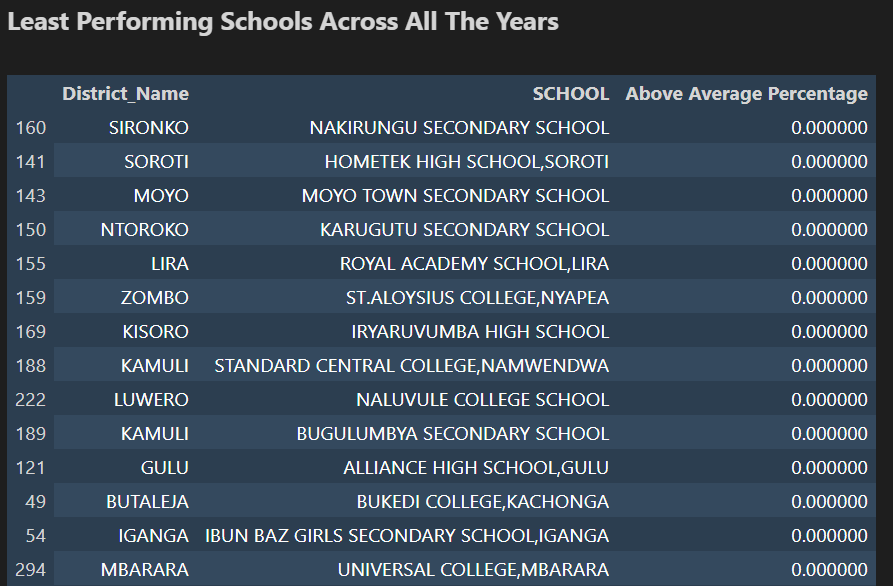 Least Performing Schools Across All The Years
District_Name SCHOOL Above Average Percentage
160 SIRONKO NAKIRUNGU SECONDARY SCHOOL 0.000000
141 SOROTI HOMETEK HIGH SCHOOL,SOROTI 0.000000
143 MOYO MOYO TOWN SECONDARY SCHOOL 0.000000
150 NTOROKO KARUGUTU SECONDARY SCHOOL 0.000000
155 LIRA ROYAL ACADEMY SCHOOL,LIRA 0.000000
159 ZOMBO ST.ALOYSIUS COLLEGE,NYAPEA 0.000000
169 KISORO IRYARUVUMBA HIGH SCHOOL 0.000000
188 KAMULI STANDARD CENTRAL COLLEGE,NAMWENDWA 0.000000
222 LUWERO NALUVULE COLLEGE SCHOOL 0.000000
189 KAMULI BUGULUMBYA SECONDARY SCHOOL 0.000000
121 GULU ALLIANCE HIGH SCHOOL,GULU 0.000000
49 BUTALEJA BUKEDI COLLEGE,KACHONGA 0.000000
54 IGANGA IBUN BAZ GIRLS SECONDARY SCHOOL,IGANGA 0.000000
294 MBARARA UNIVERSAL COLLEGE,MBARARA 0.000000